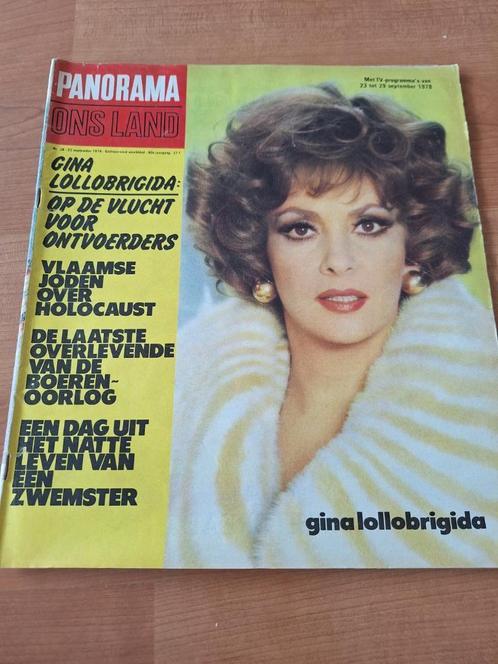 PANORAMA
ONS LAND
Met TV-programma's van
23 tot 29 september 1978
GINA
LOLLOBRIGIDA:
OP DE VLUCHT
VOOR
ONTVOERDERS
VLAAMSE
JODEN
OVER
HOLOCAUST
DE LAATSTE
OVERLEVENDE
VAN DE
BOEREN-
OORLOG
EEN DAG UIT
HET NATTE
LEVEN VAN
EEN
ZWEMSTER
gina lollobrigida